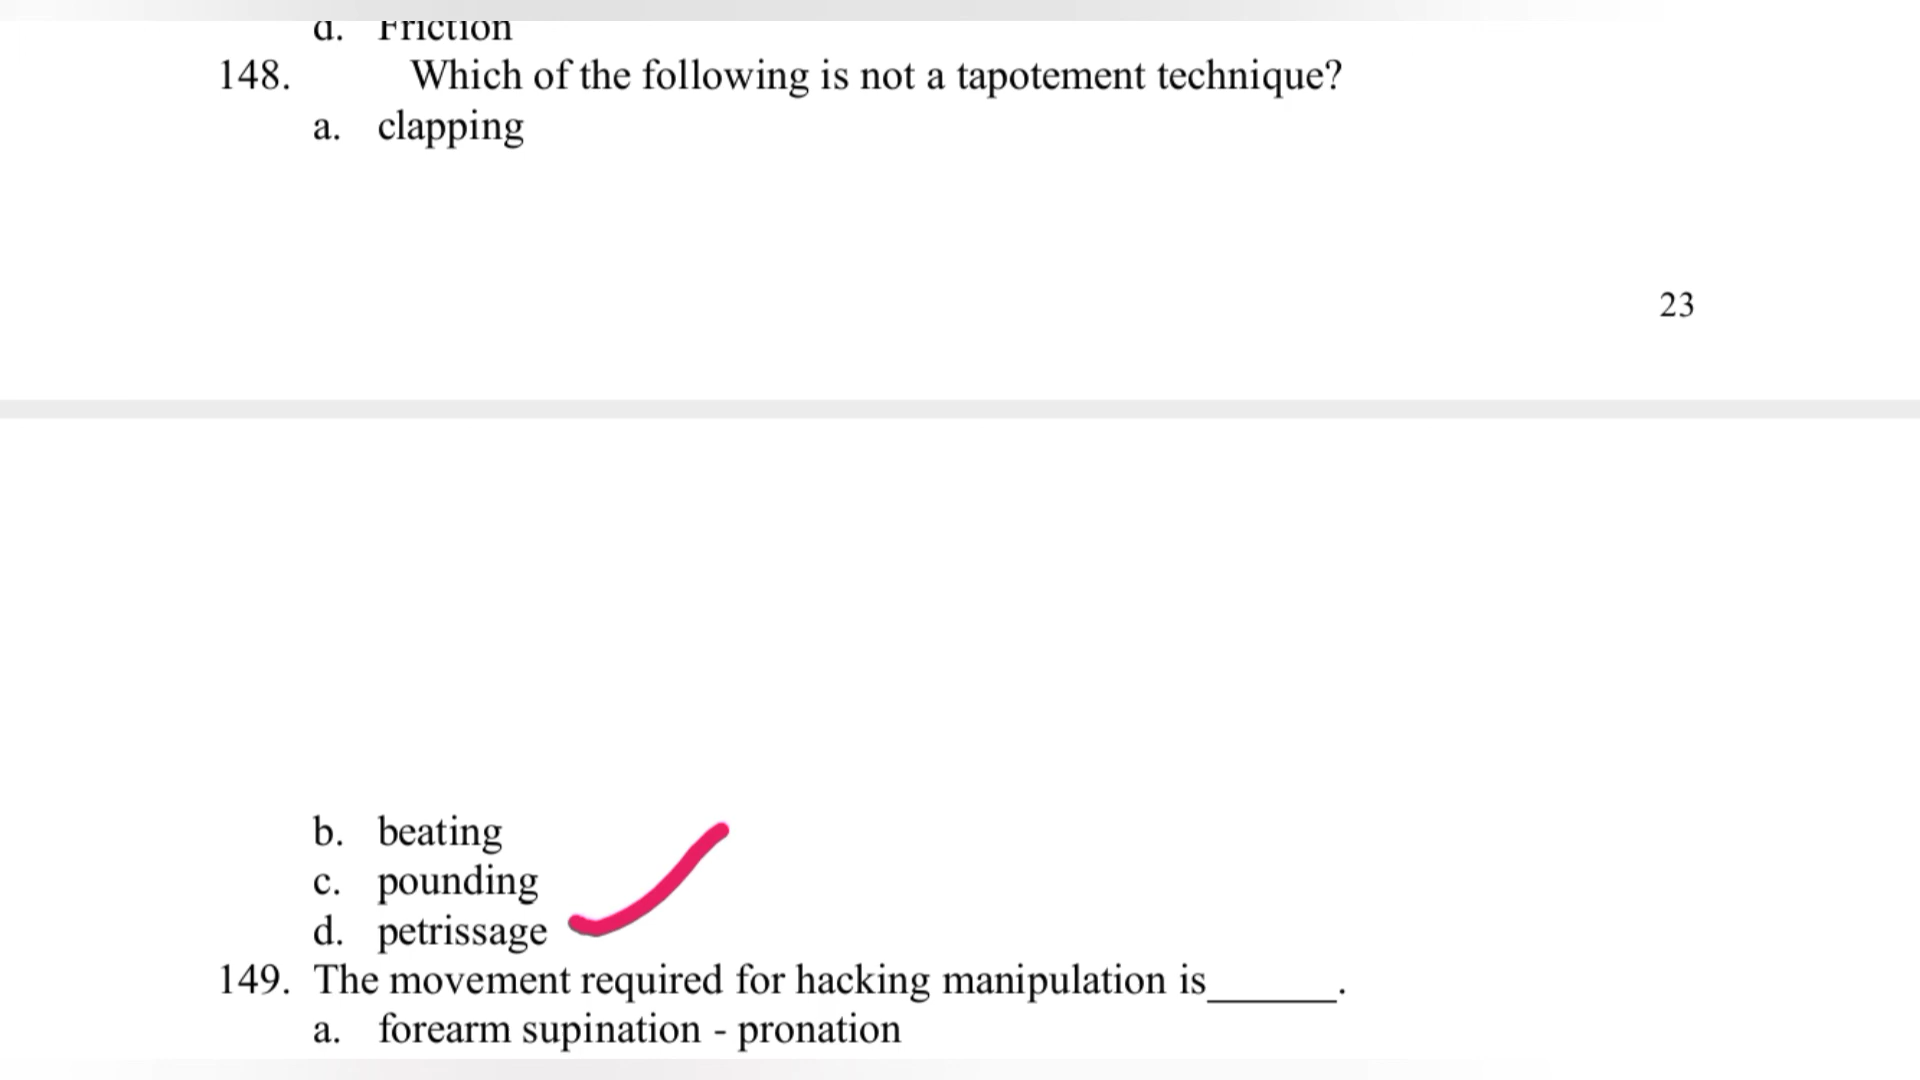 d. Friction
148. Which of the following is not a tapotement technique?
a. clapping
23
b. beating
c. pounding
d. petrissage
149. The movement required for hacking manipulation is______.
a. forearm supination - pronation